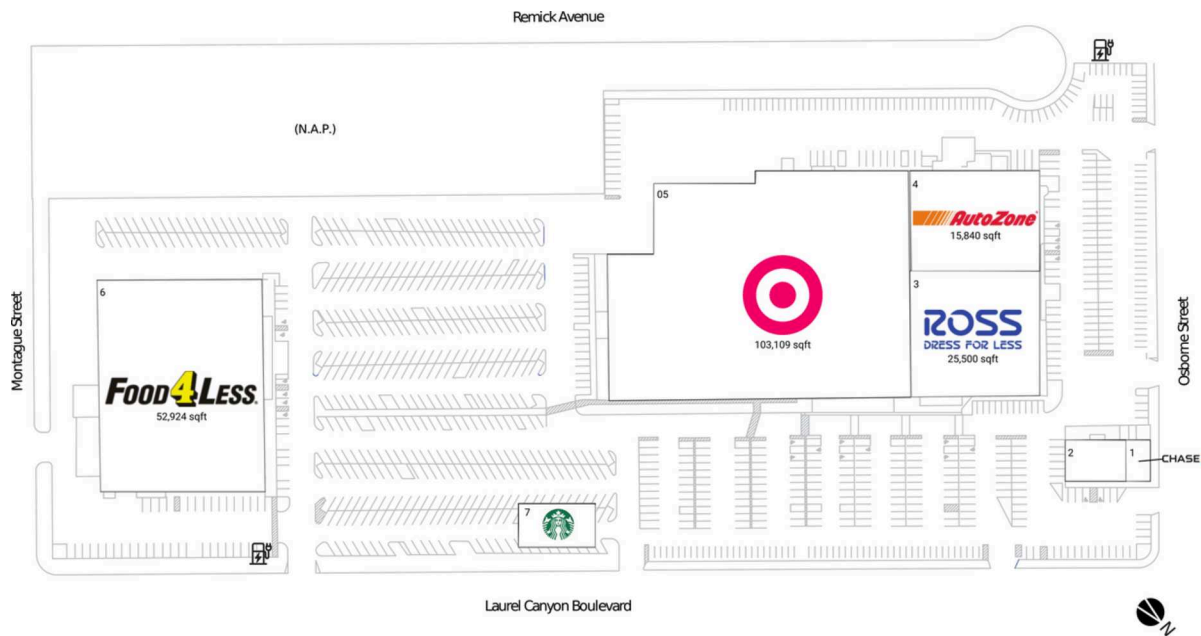 Remick Avenue
(N.A.P.)
05
4
AutoZone
15,840 sqft
6
3
Montague Street
Osborne Street
ROSS
DRESS FOR LESS
25,500 sqft
103,109 sqft
FOOD4LESS.
52,924 sqft
2
1
CHASE
7
Laurel Canyon Boulevard
N